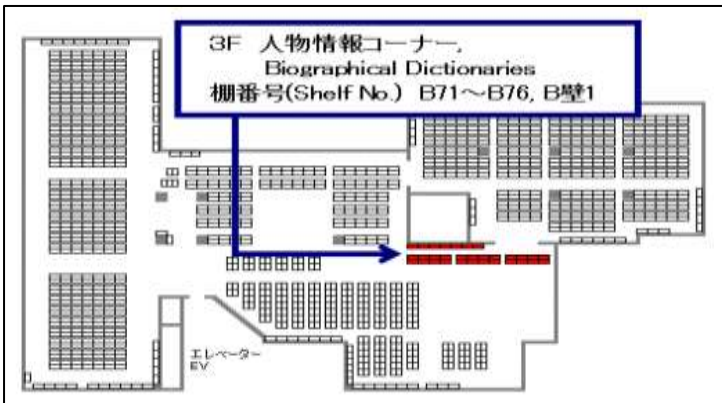 3F 人物情報コーナー,
Biographical Dictionaries
棚番号(Shelf No.) B71～B76, B壁1
エレベーター
EV